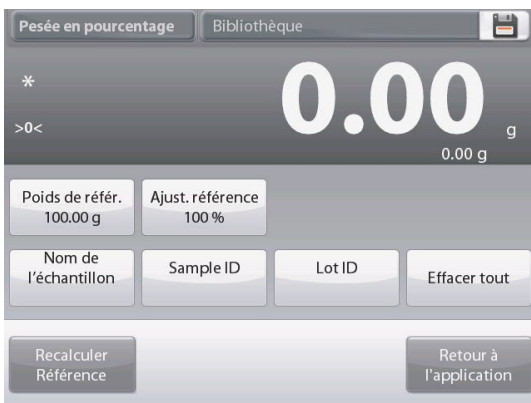 Pesée en pourcentage
Bibliothèque
*
0.00 g
>0<
0.00 g
Poids de référ.
100.00 g
Ajust. référence
100 %
Nom de
l'échantillon
Sample ID
Lot ID
Effacer tout
Recalculer
Référence
Retour à
l'application